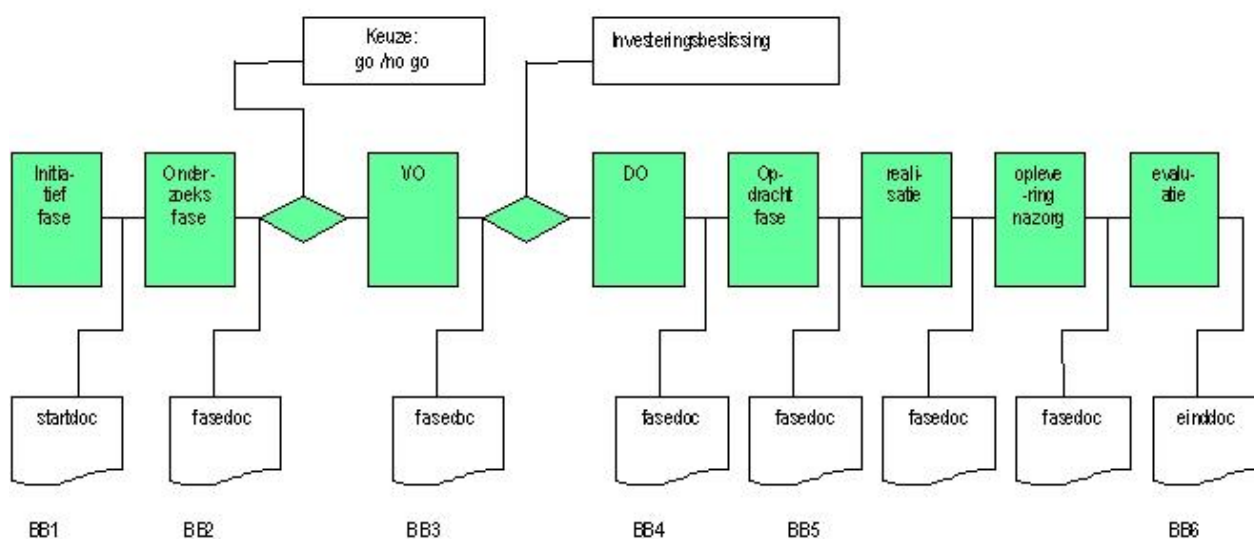 Keuze:
go /no go
Investeringsbeslissing
Initia-
tief
fase
Onder-
zoeks
fase
VO
DO
Op-
dracht
fase
reali-
satie
opleve
-ring
nazorg
evalu-
atie
startdoc
fasedoc
fasedoc
fasedoc
fasedoc
fasedoc
fasedoc
einddoc
BB1
BB2
BB3
BB4
BB5
BB6